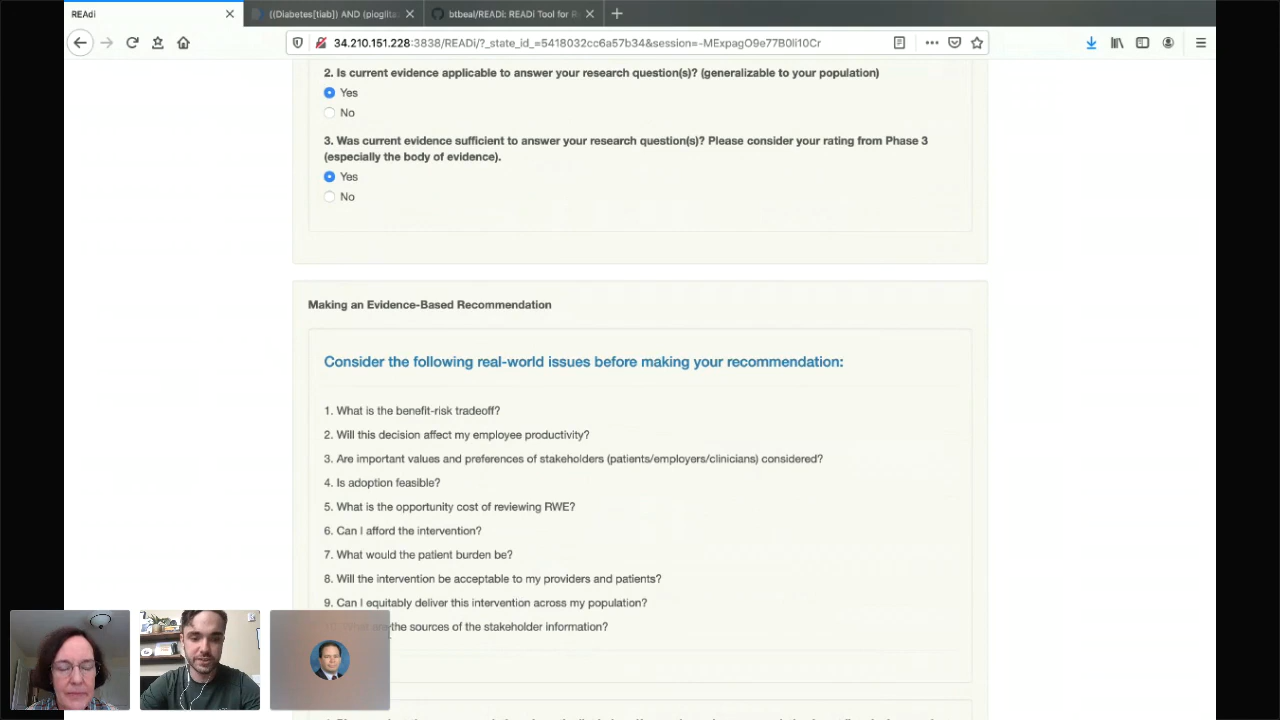 REAdi
((Diabetes[tiab]) AND (pioglita
btbeal/READi: READi Tool for R
34.210.151.228:3838/READi/?_state_id_=5418032cc6a57b34&session=-MExpagO9e77B0li10Cr
2. Is current evidence applicable to answer your research question(s)? (generalizable to your population)
Yes
No
3. Was current evidence sufficient to answer your research question(s)? Please consider your rating from Phase 3
(especially the body of evidence).
Yes
No
Making an Evidence-Based Recommendation
Consider the following real-world issues before making your recommendation:
1. What is the benefit-risk tradeoff?
2. Will this decision affect my employee productivity?
3. Are important values and preferences of stakeholders (patients/employers/clinicians) considered?
4. Is adoption feasible?
5. What is the opportunity cost of reviewing RWE?
6. Can I afford the intervention?
7. What would the patient burden be?
8. Will the intervention be acceptable to my providers and patients?
9. Can I equitably deliver this intervention across my population?
are the sources of the stakeholder information?